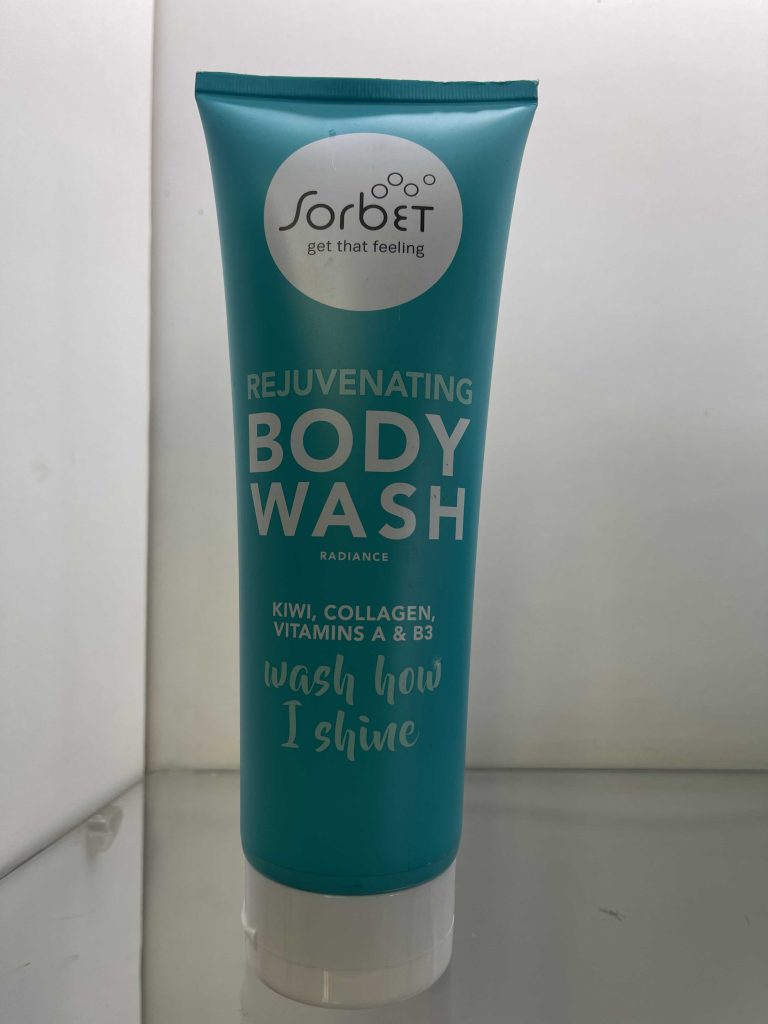 Sorbet
get that feeling
REJUVENATING
BODY
WASH
RADIANCE
KIWI, COLLAGEN,
VITAMINS A & B3
wash how
I shine